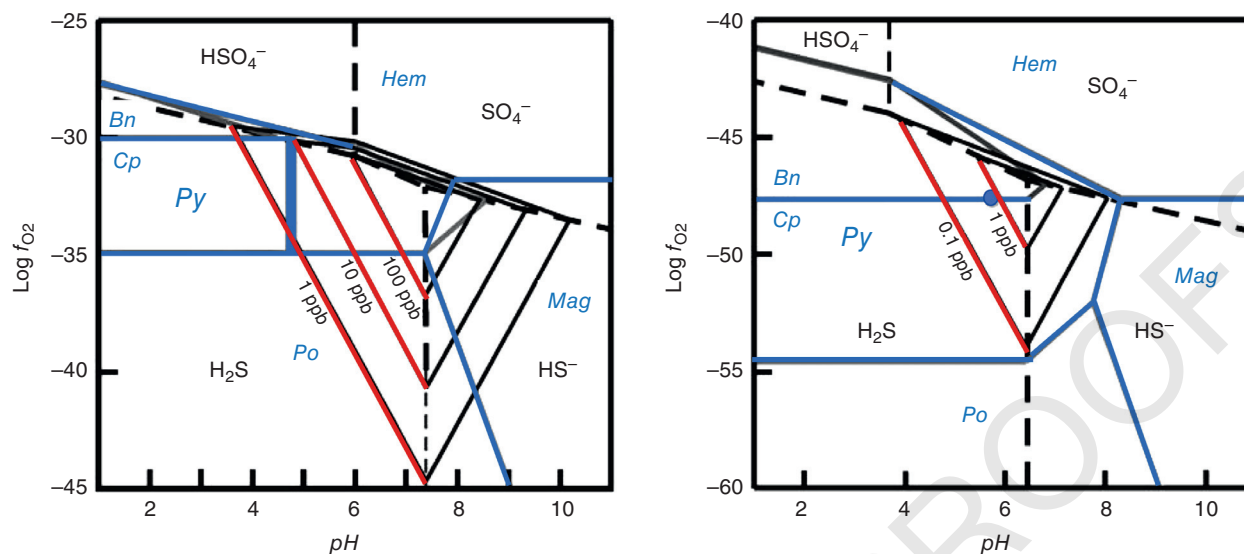 −25
−30
−35
−40
−45
Log fO2
HSO4−
Hem
SO4−
Bn
Cp
Py
Po
Mag
H2S
HS−
1 ppb
10 ppb
100 ppb
2
4
6
8
10
pH
−40
−45
−50
−55
−60
Log fO2
HSO4−
Hem
SO4−
Bn
Cp
Py
Mag
H2S
HS−
Po
0.1 ppb
1 ppb
2
4
6
8
10
pH
ROOFS